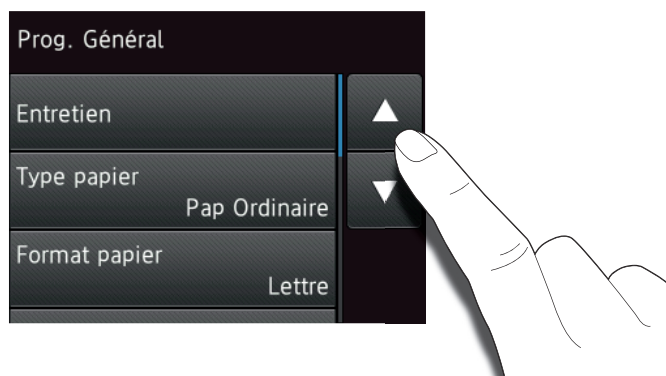 Prog. Général
Entretien
Type papier
Pap Ordinaire
Format papier
Lettre